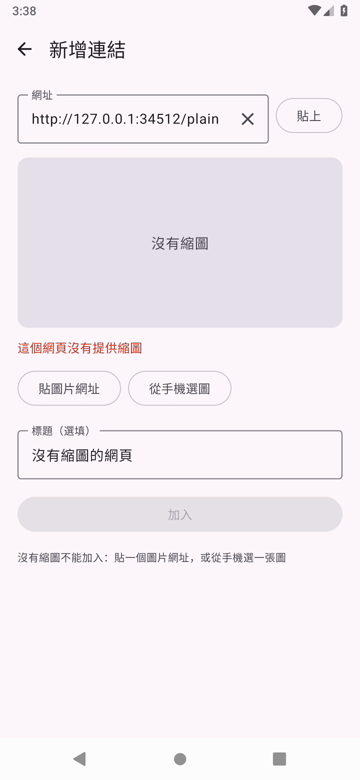 3:38
新增連結
網址
http://127.0.0.1:34512/plain
貼上
沒有縮圖
這個網頁沒有提供縮圖
貼圖片網址
從手機選圖
標題（選填）
沒有縮圖的網頁
加入
沒有縮圖不能加入：貼一個圖片網址，或從手機選一張圖